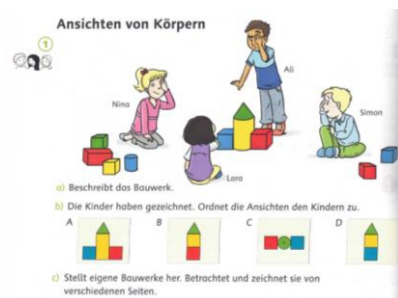 Ansichten von Körpern
1
Ali
Nina
Simon
Lara
a) Beschreibt das Bauwerk.
b) Die Kinder haben gezeichnet. Ordnet die Ansichten den Kindern zu.
A B C D
c) Stellt eigene Bauwerke her. Betrachtet und zeichnet sie von
verschiedenen Seiten.